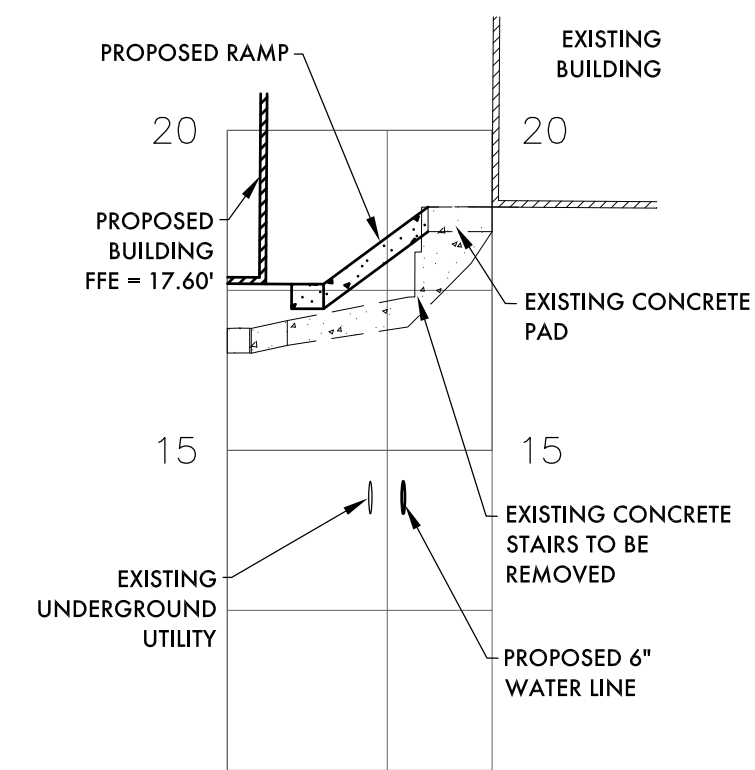 PROPOSED RAMP
EXISTING
BUILDING
20
20
PROPOSED
BUILDING
FFE = 17.60'
EXISTING CONCRETE
PAD
15
15
EXISTING CONCRETE
STAIRS TO BE
REMOVED
EXISTING
UNDERGROUND
UTILITY
PROPOSED 6"
WATER LINE